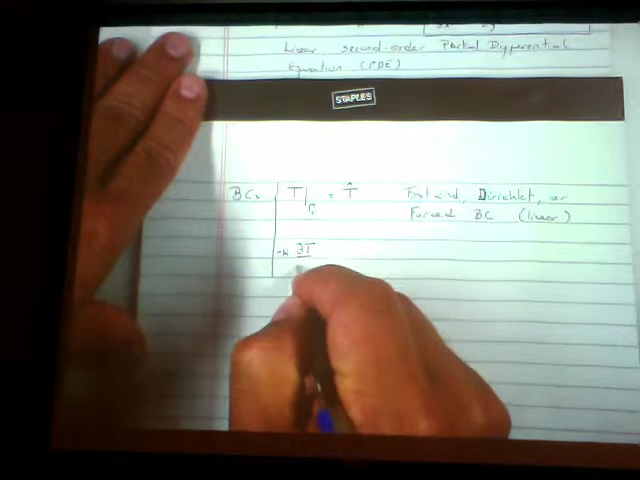 Linear, second-order Partial Differential
Equation (PDE)
STAPLES
BCs T|Γ = T̂ First kind, Dirichlet, or
Forced BC (linear)
-k ∂T